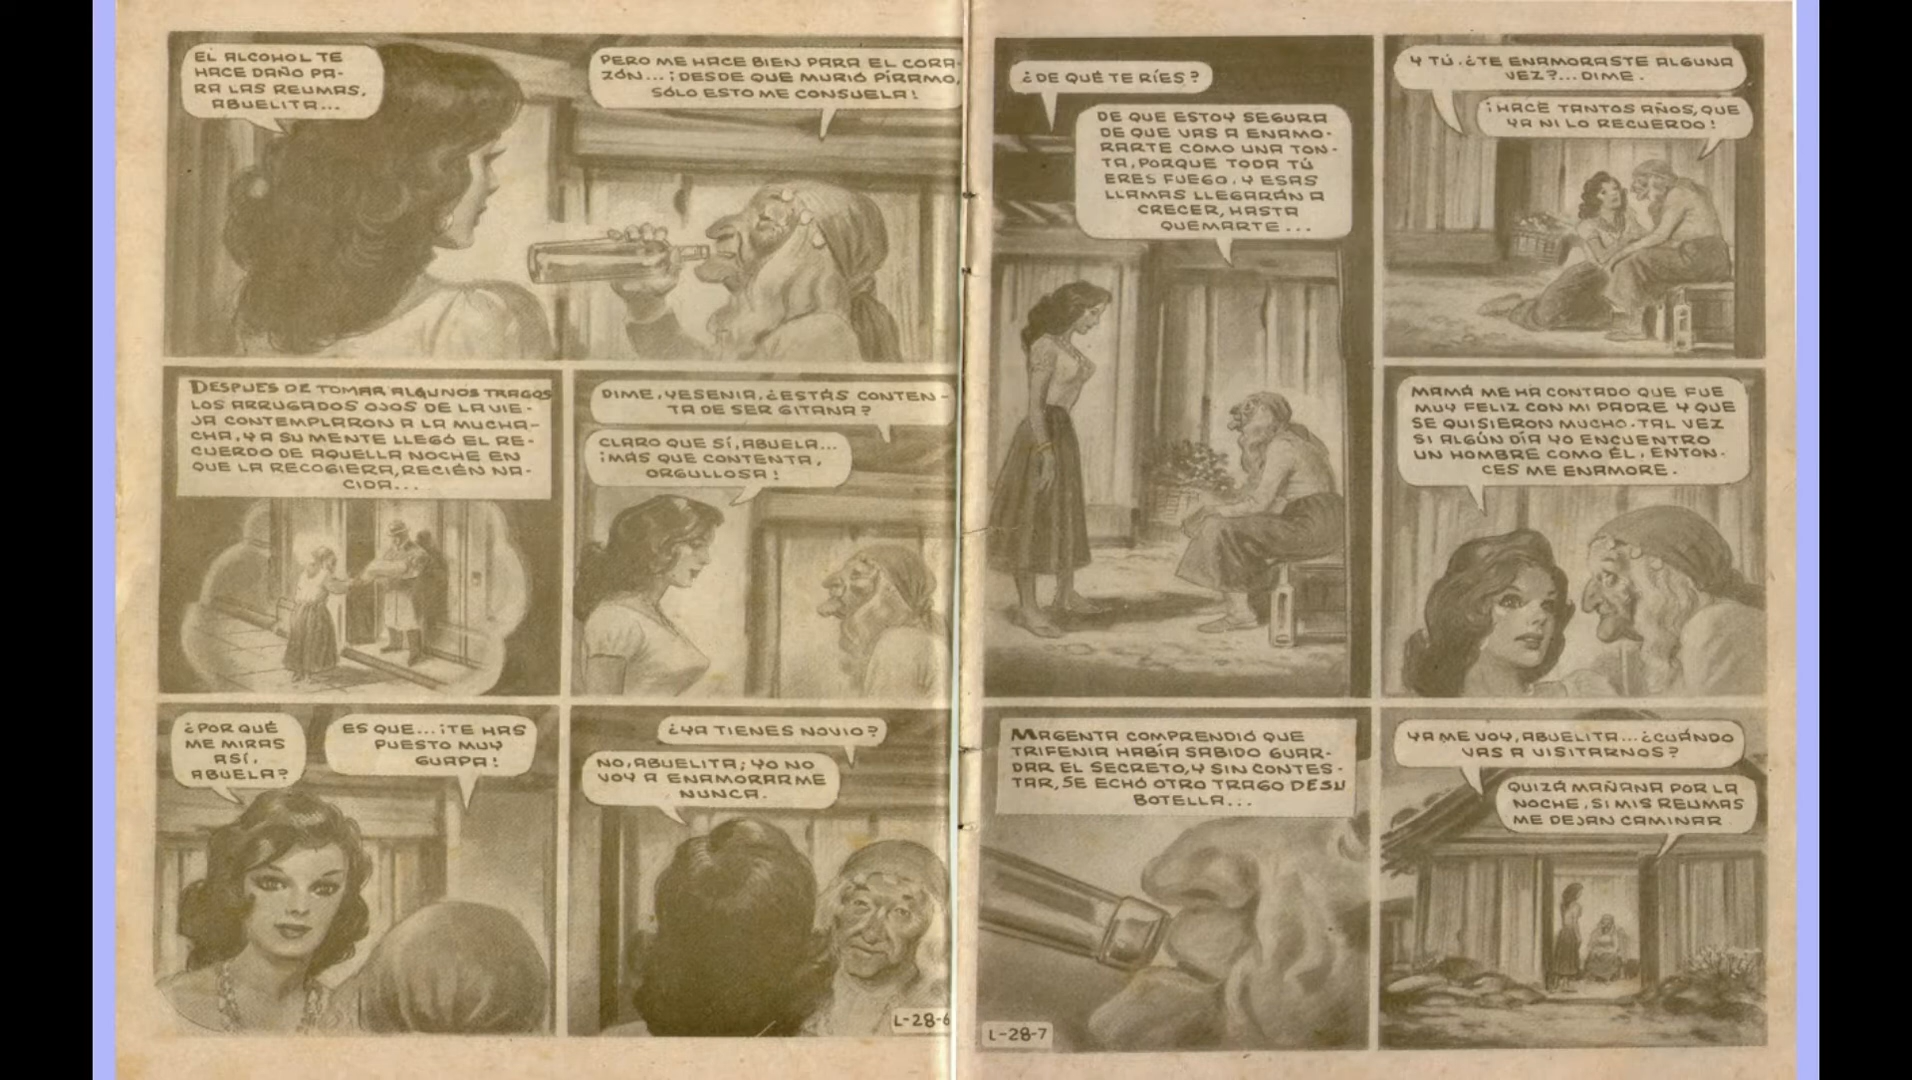 EL ALCOHOL TE
HACE DAÑO PA-
RA LAS REUMAS,
ABUELITA...
PERO ME HACE BIEN PARA EL CORA-
ZÓN... ¡DESDE QUE MURIÓ PÍRAMO,
SÓLO ESTO ME CONSUELA!
DESPUES DE TOMAR ALGUNOS TRAGOS
LOS ARRUGADOS OJOS DE LA VIE-
JA CONTEMPLARON A LA MUCHA-
CHA, Y A SU MENTE LLEGÓ EL RE-
CUERDO DE AQUELLA NOCHE EN
QUE LA RECOGIERA, RECIÉN NA-
CIDA...
DIME, YESENIA, ¿ESTÁS CONTEN-
TA DE SER GITANA?
CLARO QUE SÍ, ABUELA...
¡MÁS QUE CONTENTA,
ORGULLOSA!
¿POR QUÉ
ME MIRAS
ASÍ,
ABUELA?
ES QUE... ¡TE HAS
PUESTO MUY
GUAPA!
¿YA TIENES NOVIO?
NO, ABUELITA; YO NO
VOY A ENAMORARME
NUNCA.
L-28-6
¿DE QUÉ TE RÍES?
DE QUE ESTOY SEGURA
DE QUE VAS A ENAMO-
RARTE COMO UNA TON-
TA, PORQUE TODA TÚ
ERES FUEGO. Y ESAS
LLAMAS LLEGARÁN A
CRECER, HASTA
QUEMARTE...
Y TÚ. ¿TE ENAMORASTE ALGUNA
VEZ?... DIME.
¡HACE TANTOS AÑOS, QUE
YA NI LO RECUERDO!
MAMÁ ME HA CONTADO QUE FUE
MUY FELIZ CON MI PADRE Y QUE
SE QUISIERON MUCHO. TAL VEZ
SI ALGÚN DÍA YO ENCUENTRO
UN HOMBRE COMO ÉL, ENTON-
CES ME ENAMORE.
MAGENTA COMPRENDIÓ QUE
TRIFENIA HABÍA SABIDO GUAR-
DAR EL SECRETO, Y SIN CONTES-
TAR, SE ECHÓ OTRO TRAGO DE SU
BOTELLA...
YA ME VOY, ABUELITA... ¿CUÁNDO
VAS A VISITARNOS?
QUIZÁ MAÑANA POR LA
NOCHE, SI MIS REUMAS
ME DEJAN CAMINAR
L-28-7